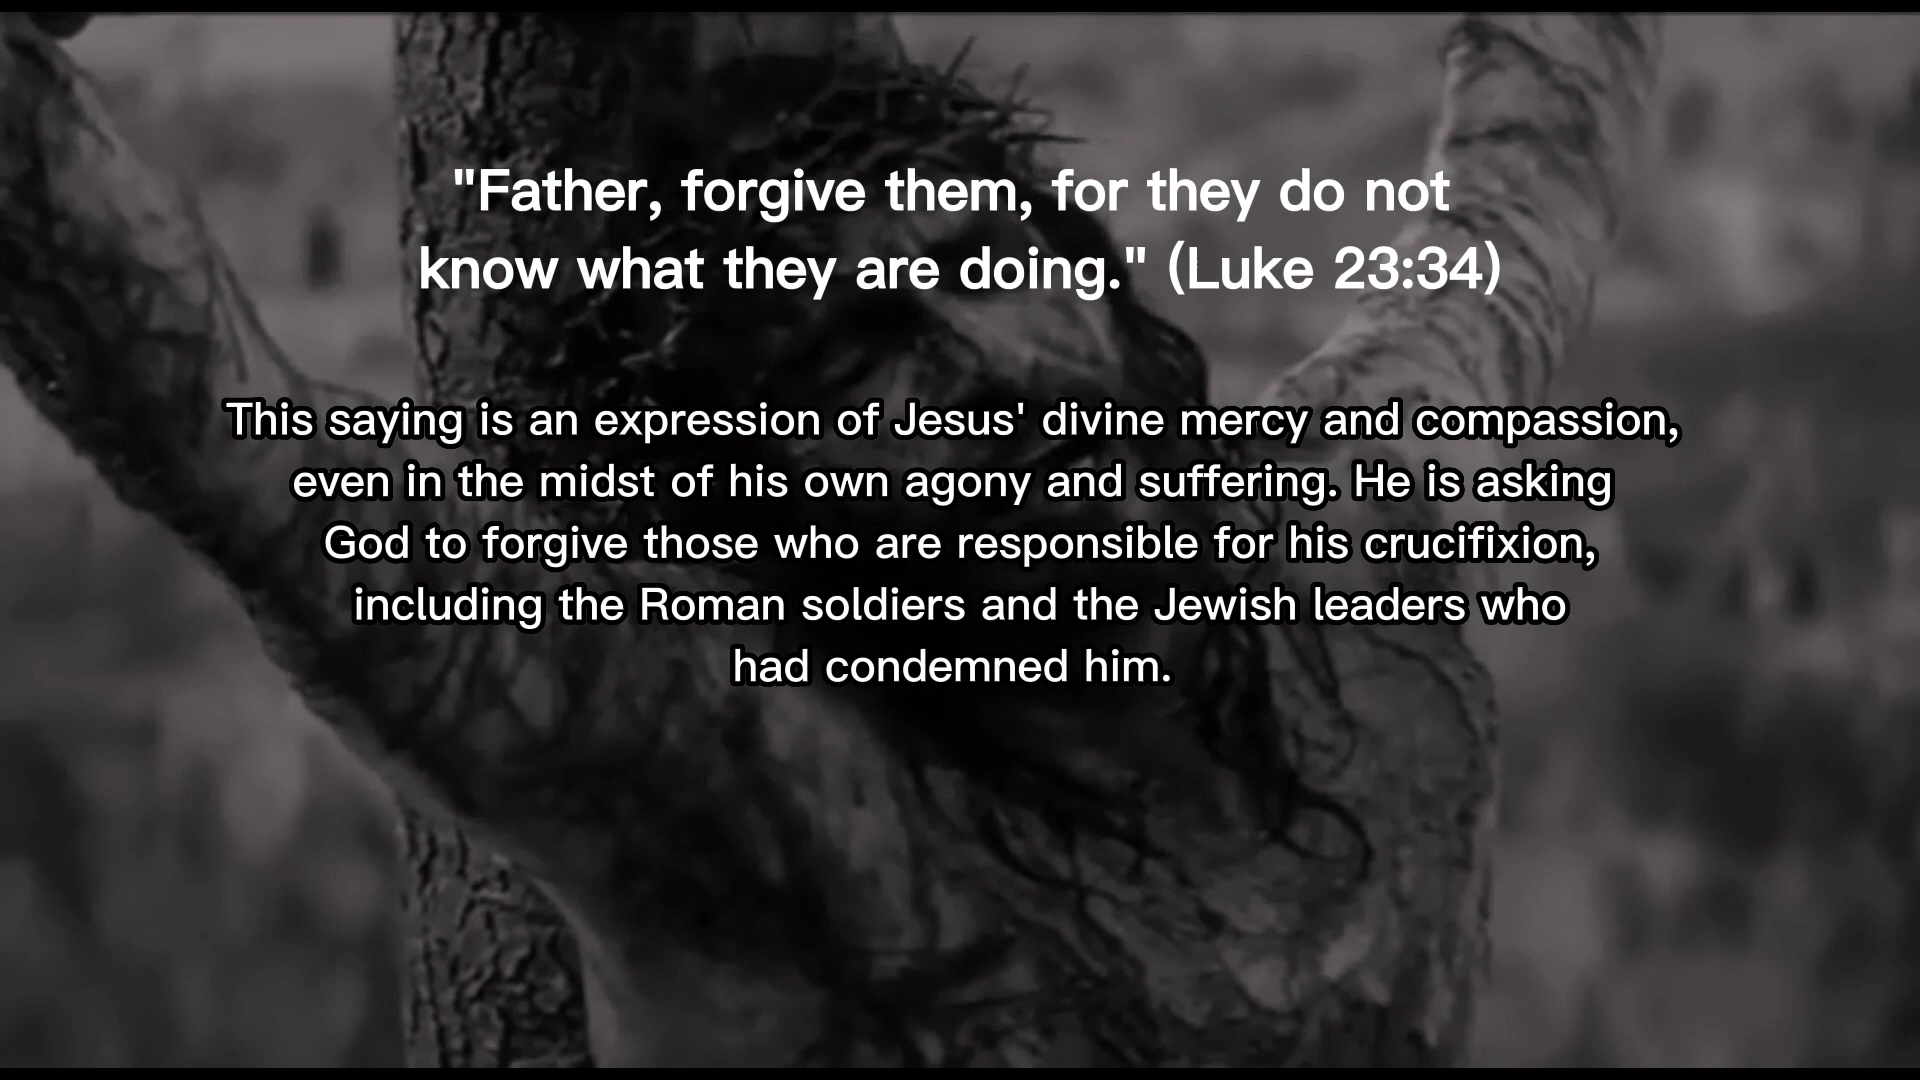 "Father, forgive them, for they do not
know what they are doing." (Luke 23:34)
This saying is an expression of Jesus' divine mercy and compassion,
even in the midst of his own agony and suffering. He is asking
God to forgive those who are responsible for his crucifixion,
including the Roman soldiers and the Jewish leaders who
had condemned him.